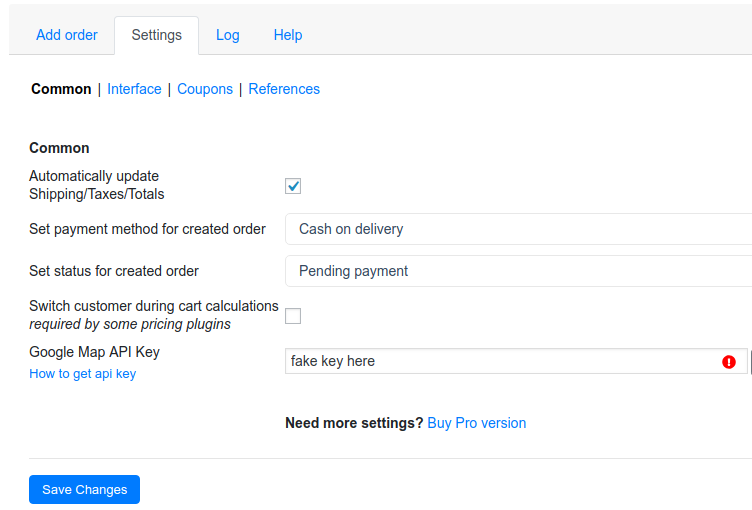 Add order Settings Log Help
Common | Interface | Coupons | References
Common
Automatically update
Shipping/Taxes/Totals
Set payment method for created order Cash on delivery
Set status for created order Pending payment
Switch customer during cart calculations
required by some pricing plugins
Google Map API Key fake key here
How to get api key
Need more settings? Buy Pro version
Save Changes